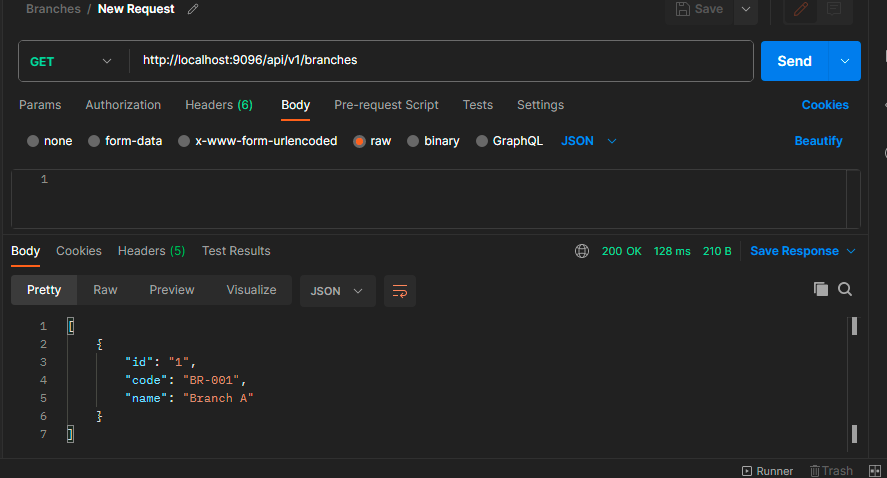 Branches / New Request
Save
GET http://localhost:9096/api/v1/branches Send
Params Authorization Headers (6) Body Pre-request Script Tests Settings Cookies
none form-data x-www-form-urlencoded raw binary GraphQL JSON Beautify
1
Body Cookies Headers (5) Test Results 200 OK 128 ms 210 B Save Response
Pretty Raw Preview Visualize JSON
1 [
2 {
3 "id": "1",
4 "code": "BR-001",
5 "name": "Branch A"
6 }
7 ]
Runner Trash